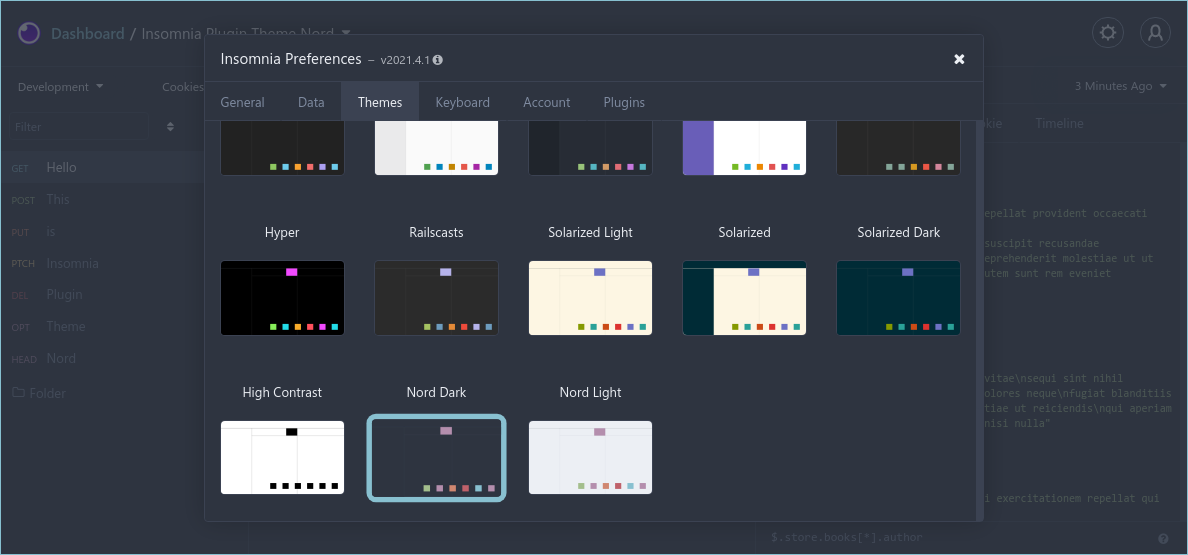 Dashboard / Insomnia Plugin Theme Nord
Insomnia Preferences – v2021.4.1
General Data Themes Keyboard Account Plugins
Development
Cookies
3 Minutes Ago
Filter
Timeline
GET Hello
POST This
PUT is
PTCH Insomnia
DEL Plugin
OPT Theme
HEAD Nord
Folder
Hyper Railscasts Solarized Light Solarized Solarized Dark
High Contrast Nord Dark Nord Light
repellat provident occaecati
suscipit recusandae
reprehenderit molestiae ut ut
autem sunt rem eveniet
vitae\nsequi sint nihil
dolores neque\nfugiat blanditiis
tiae ut reiciendis\nqui aperiam
nisi nulla"
i exercitationem repellat qui
$.store.books[*].author